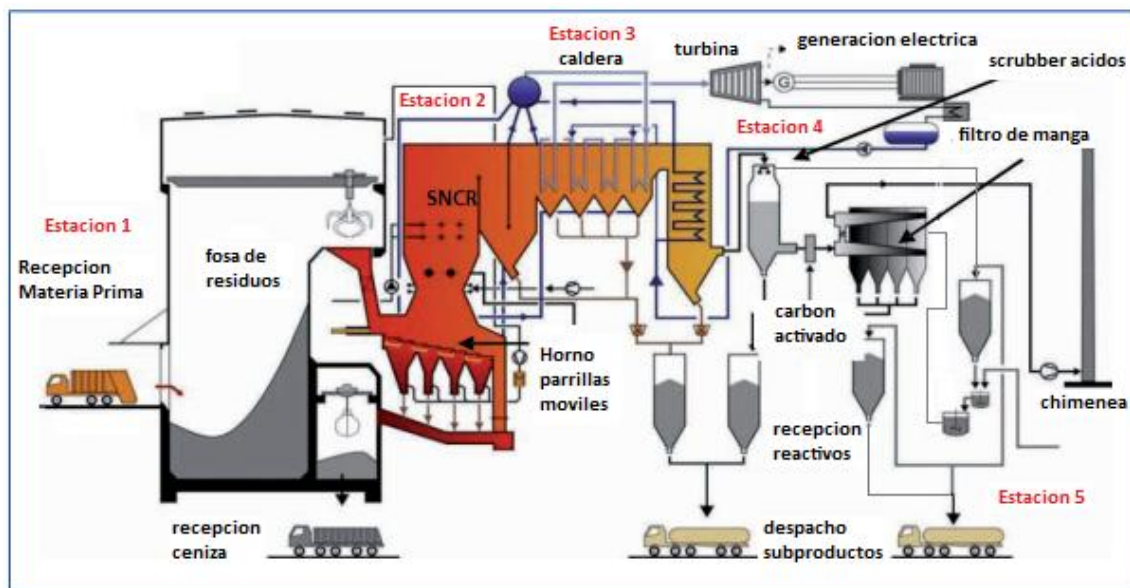 Estacion 3
caldera
turbina
generacion electrica
scrubber acidos
Estacion 2
G
Estacion 4
filtro de manga
SNCR
Estacion 1
Recepcion
Materia Prima
fosa de
residuos
carbon
activado
Horno
parrillas
moviles
chimenea
recepcion
reactivos
Estacion 5
recepcion
ceniza
despacho
subproductos